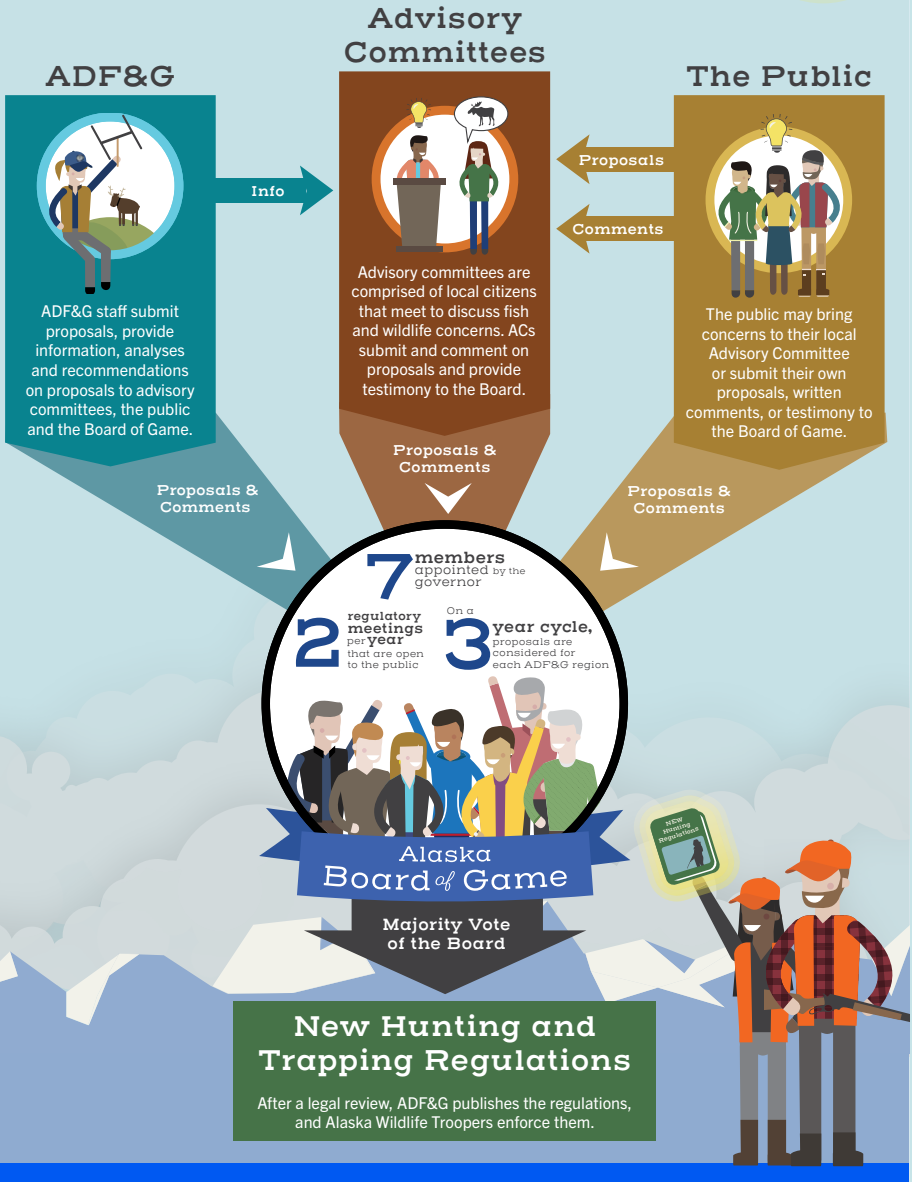 Advisory
Committees
ADF&G
The Public
Info
Proposals
Comments
ADF&G staff submit
proposals, provide
information, analyses
and recommendations
on proposals to advisory
committees, the public
and the Board of Game.
Advisory committees are
comprised of local citizens
that meet to discuss fish
and wildlife concerns. ACs
submit and comment on
proposals and provide
testimony to the Board.
The public may bring
concerns to their local
Advisory Committee
or submit their own
proposals, written
comments, or testimony to
the Board of Game.
Proposals &
Comments
Proposals &
Comments
Proposals &
Comments
7 members
appointed by the
governor
2 regulatory
meetings
per year
that are open
to the public
On a
3 year cycle,
proposals are
considered for
each ADF&G region
Alaska
Board of Game
NEW
Hunting
Regulations
Majority Vote
of the Board
New Hunting and
Trapping Regulations
After a legal review, ADF&G publishes the regulations,
and Alaska Wildlife Troopers enforce them.